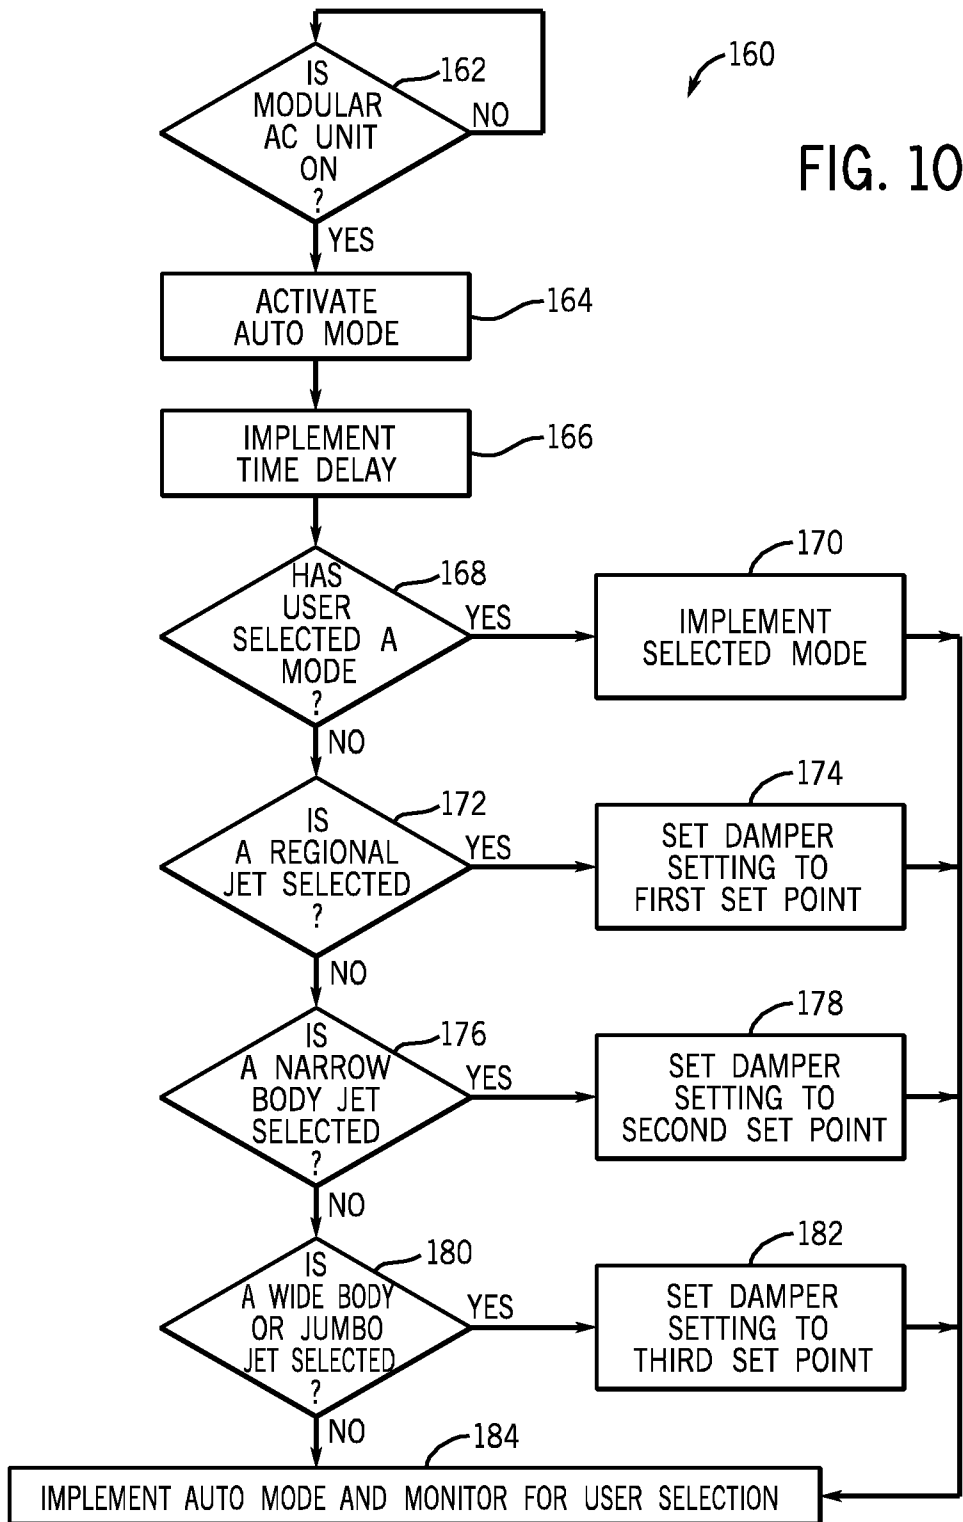 160
FIG. 10
162
IS
MODULAR
AC UNIT
ON
?
NO
YES
164
ACTIVATE
AUTO MODE
166
IMPLEMENT
TIME DELAY
168
HAS
USER
SELECTED A
MODE
?
YES
170
IMPLEMENT
SELECTED MODE
NO
172
IS
A REGIONAL
JET SELECTED
?
YES
174
SET DAMPER
SETTING TO
FIRST SET POINT
NO
176
IS
A NARROW
BODY JET
SELECTED
?
YES
178
SET DAMPER
SETTING TO
SECOND SET POINT
NO
180
IS
A WIDE BODY
OR JUMBO
JET SELECTED
?
YES
182
SET DAMPER
SETTING TO
THIRD SET POINT
NO
184
IMPLEMENT AUTO MODE AND MONITOR FOR USER SELECTION